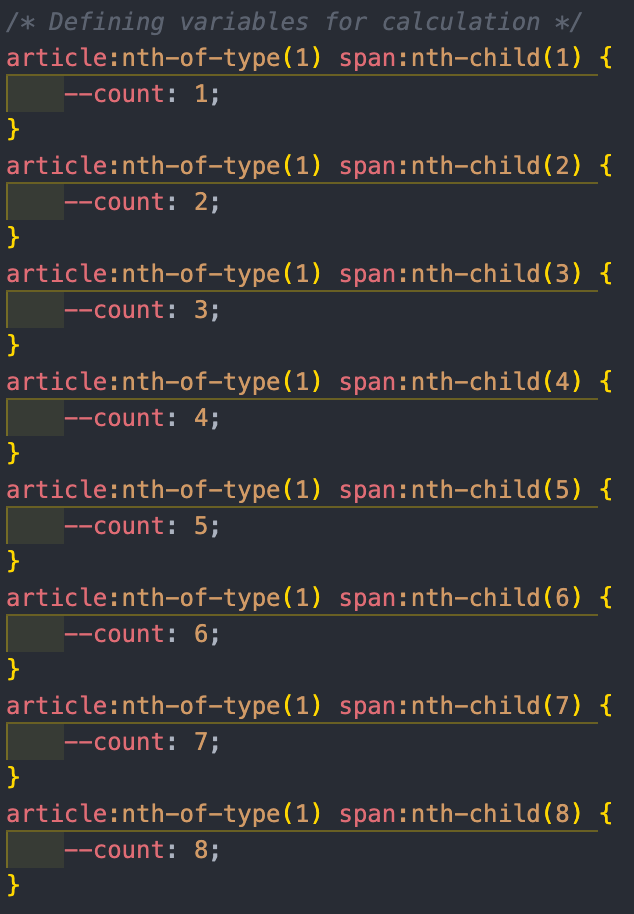 /* Defining variables for calculation */
article:nth-of-type(1) span:nth-child(1) {
    --count: 1;
}
article:nth-of-type(1) span:nth-child(2) {
    --count: 2;
}
article:nth-of-type(1) span:nth-child(3) {
    --count: 3;
}
article:nth-of-type(1) span:nth-child(4) {
    --count: 4;
}
article:nth-of-type(1) span:nth-child(5) {
    --count: 5;
}
article:nth-of-type(1) span:nth-child(6) {
    --count: 6;
}
article:nth-of-type(1) span:nth-child(7) {
    --count: 7;
}
article:nth-of-type(1) span:nth-child(8) {
    --count: 8;
}